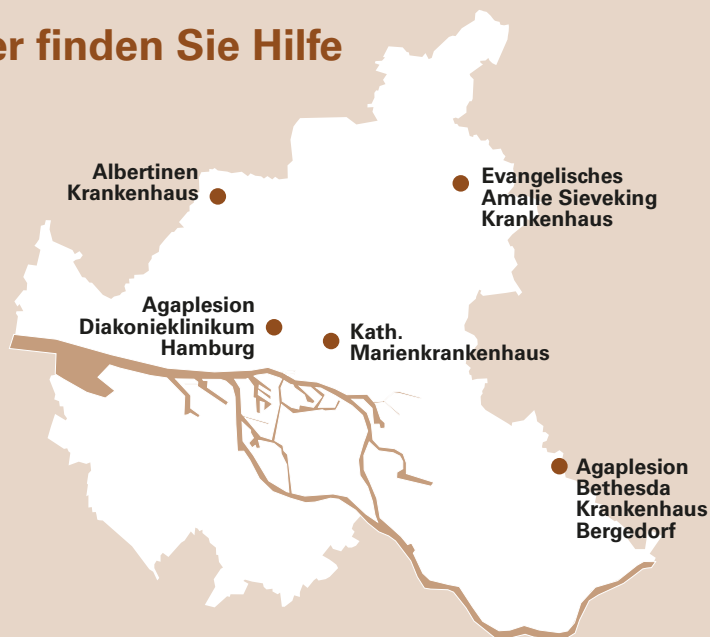 er finden Sie Hilfe
Albertinen
Krankenhaus
Evangelisches
Amalie Sieveking
Krankenhaus
Agaplesion
Diakonieklinikum
Hamburg
Kath.
Marienkrankenhaus
Agaplesion
Bethesda
Krankenhaus
Bergedorf